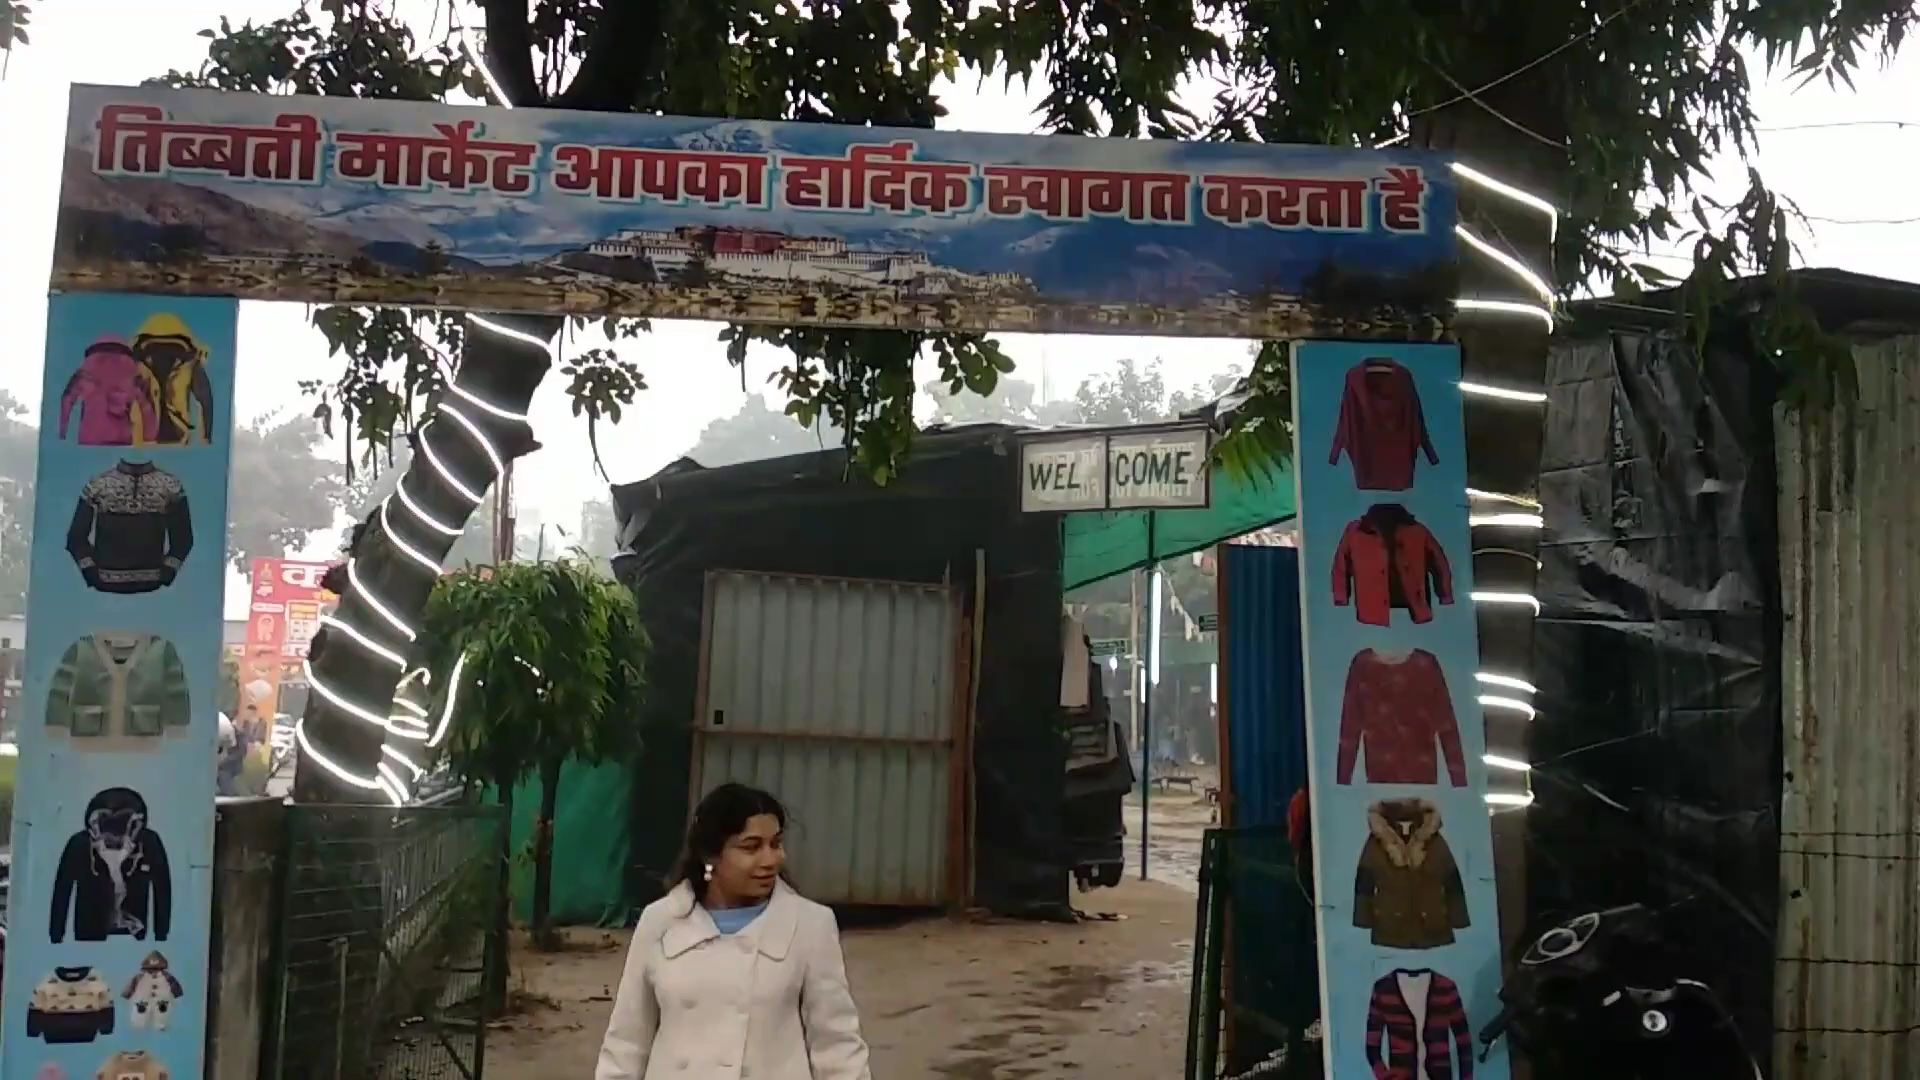 तिब्बती मार्केट आपका हार्दिक स्वागत करता है
WEL COME